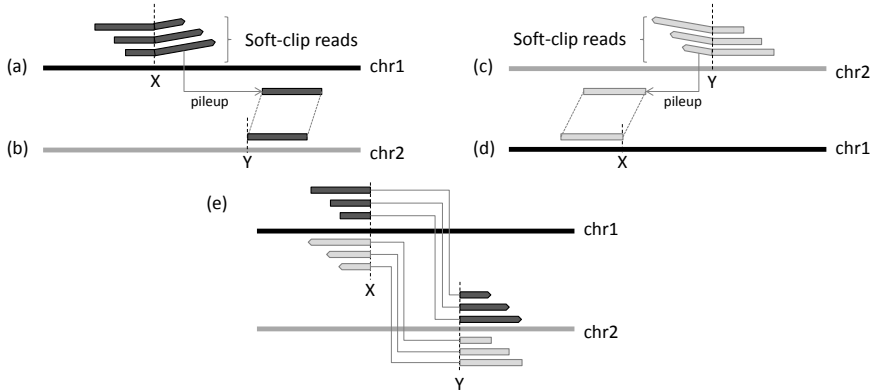 Soft-clip reads
(a)
chr1
X
pileup
(b)
chr2
Y
Soft-clip reads
(c)
chr2
Y
pileup
(d)
chr1
X
(e)
chr1
X
chr2
Y